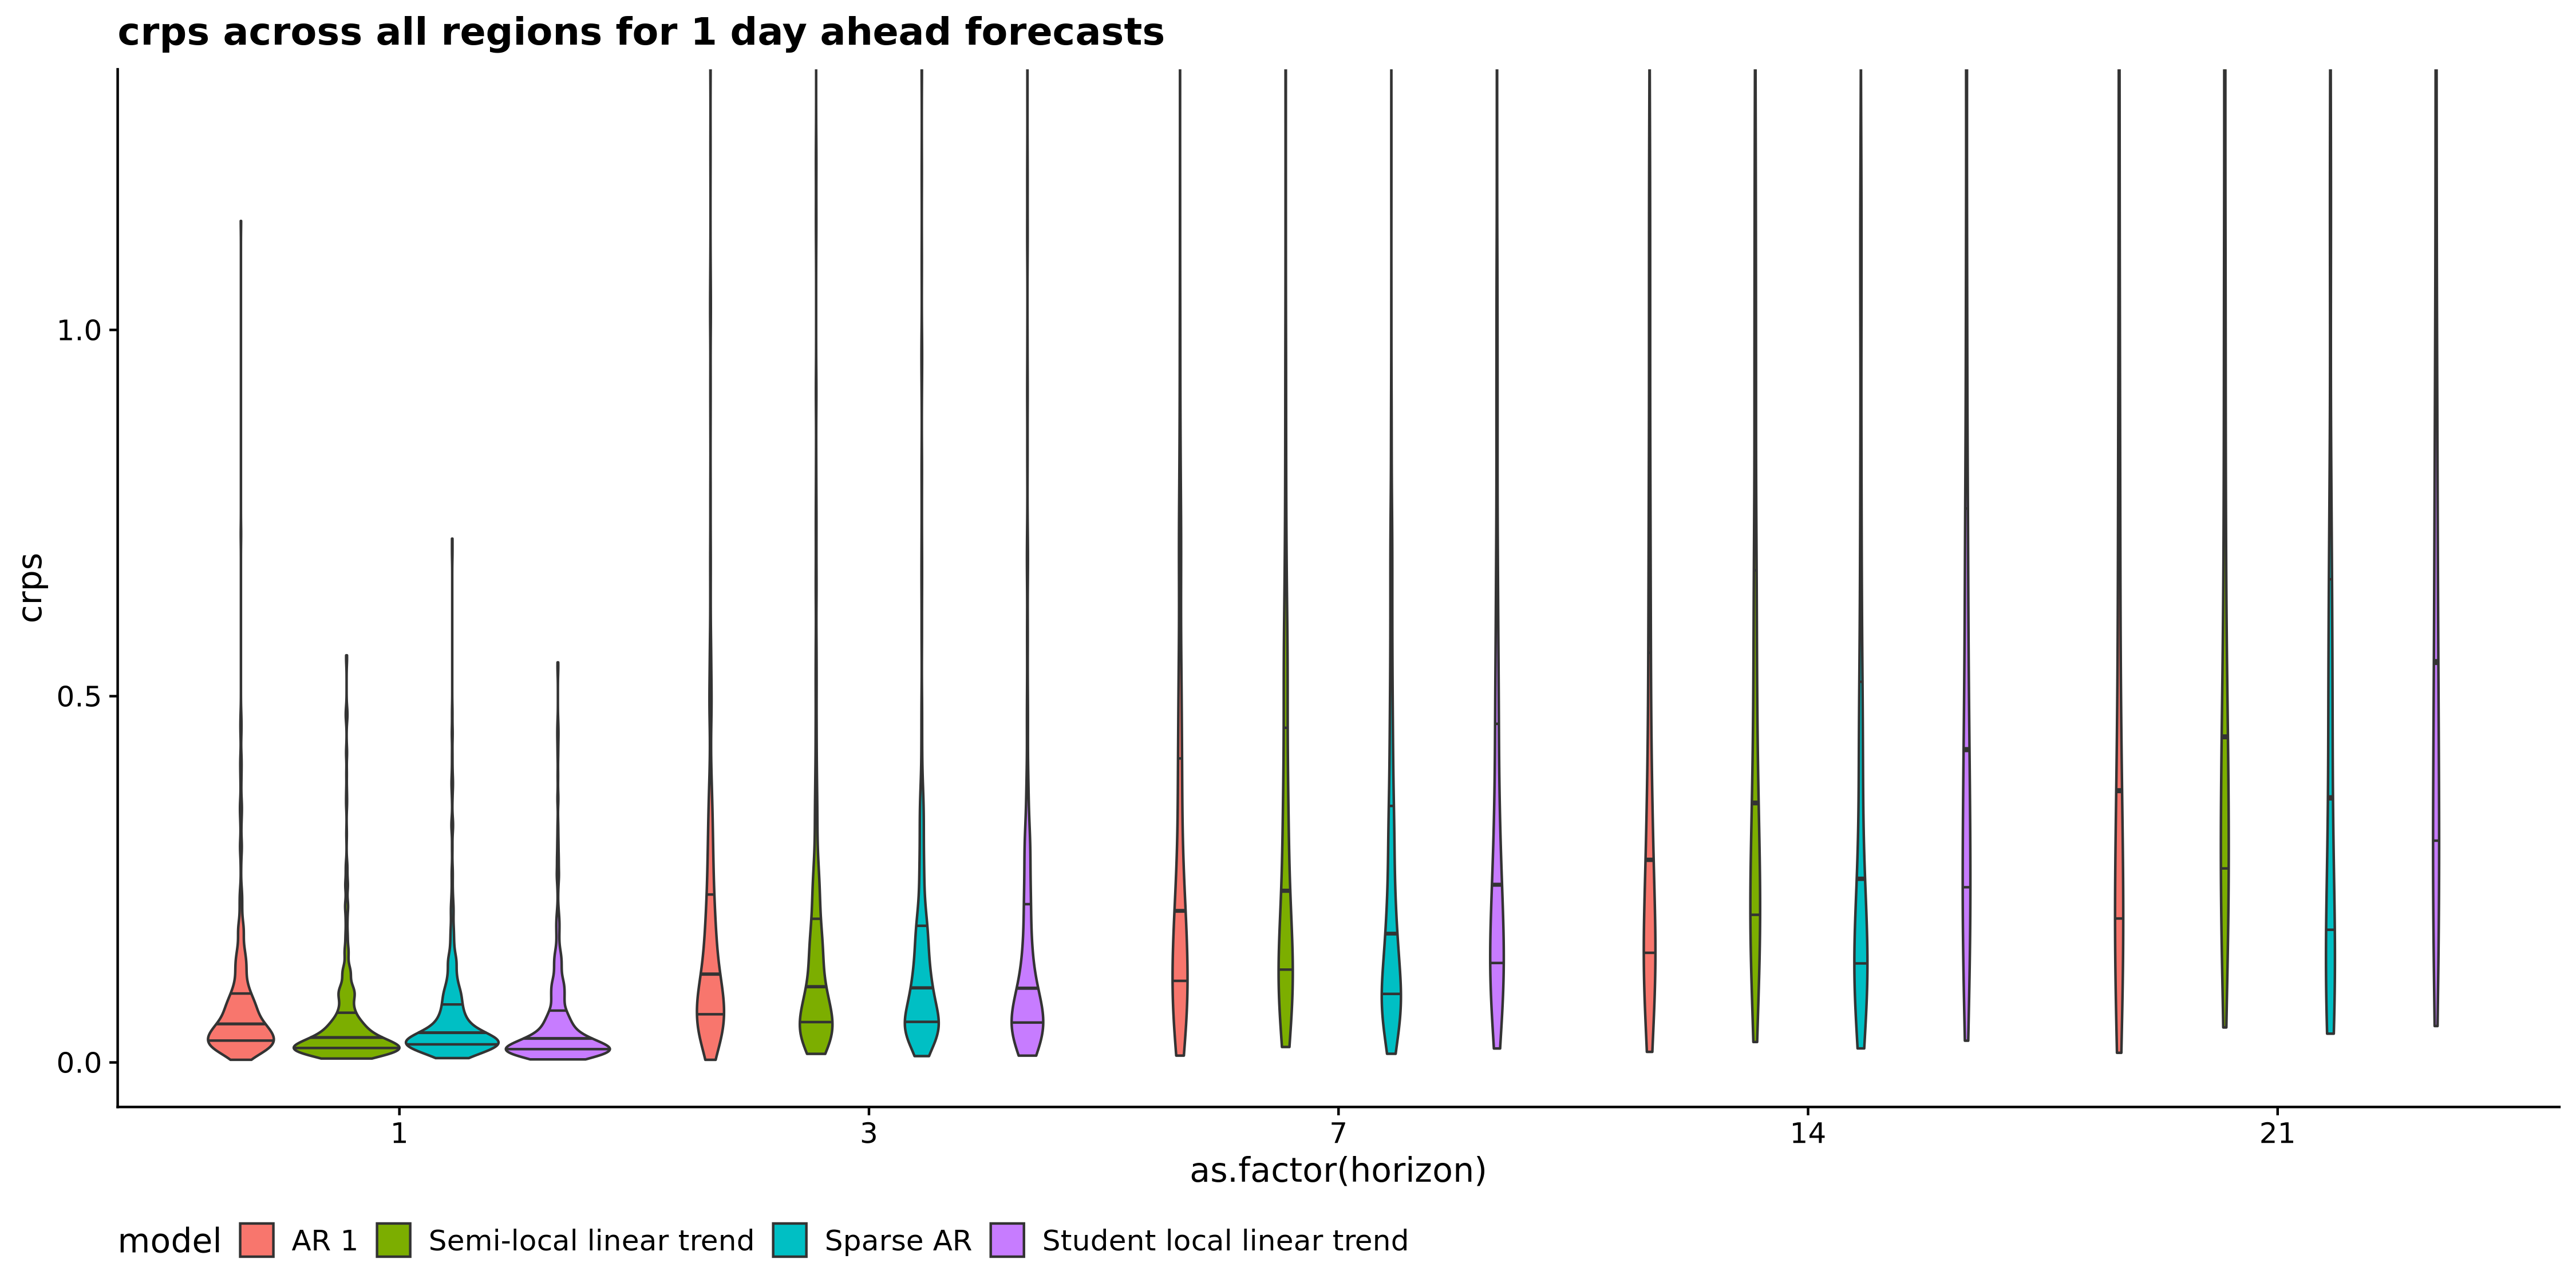 crps across all regions for 1 day ahead forecasts
crps
1.0
0.5
0.0
1 3 7 14 21
as.factor(horizon)
model AR 1 Semi-local linear trend Sparse AR Student local linear trend